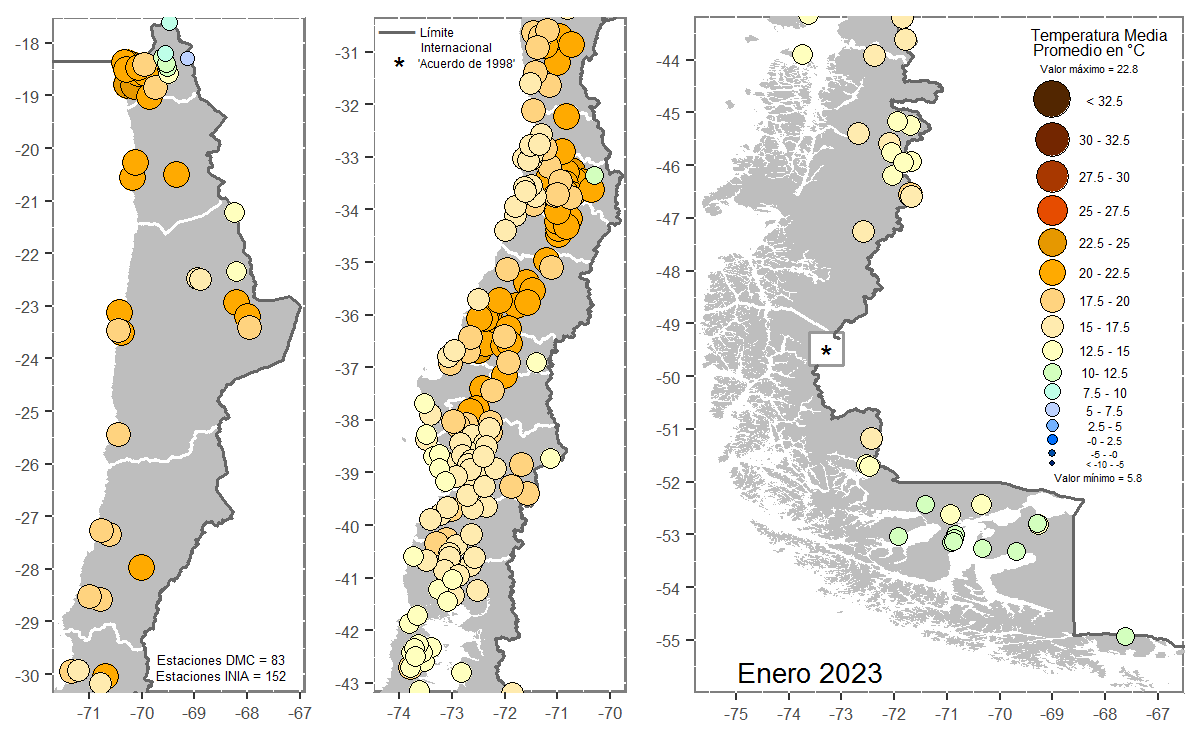 -18
-19
-20
-21
-22
-23
-24
-25
-26
-27
-28
-29
-30
-71
-70
-69
-68
-67
Estaciones DMC = 83
Estaciones INIA = 152
-31
-32
-33
-34
-35
-36
-37
-38
-39
-40
-41
-42
-43
-74
-73
-72
-71
-70
Límite
Internacional
* 'Acuerdo de 1998'
-44
-45
-46
-47
-48
-49
-50
-51
-52
-53
-54
-55
-75
-74
-73
-72
-71
-70
-69
-68
-67
*
Enero 2023
Temperatura Media
Promedio en °C
Valor máximo = 22.8
< 32.5
30 - 32.5
27.5 - 30
25 - 27.5
22.5 - 25
20 - 22.5
17.5 - 20
15 - 17.5
12.5 - 15
10- 12.5
7.5 - 10
5 - 7.5
2.5 - 5
-0 - 2.5
-5 - -0
< -10 - -5
Valor mínimo = 5.8